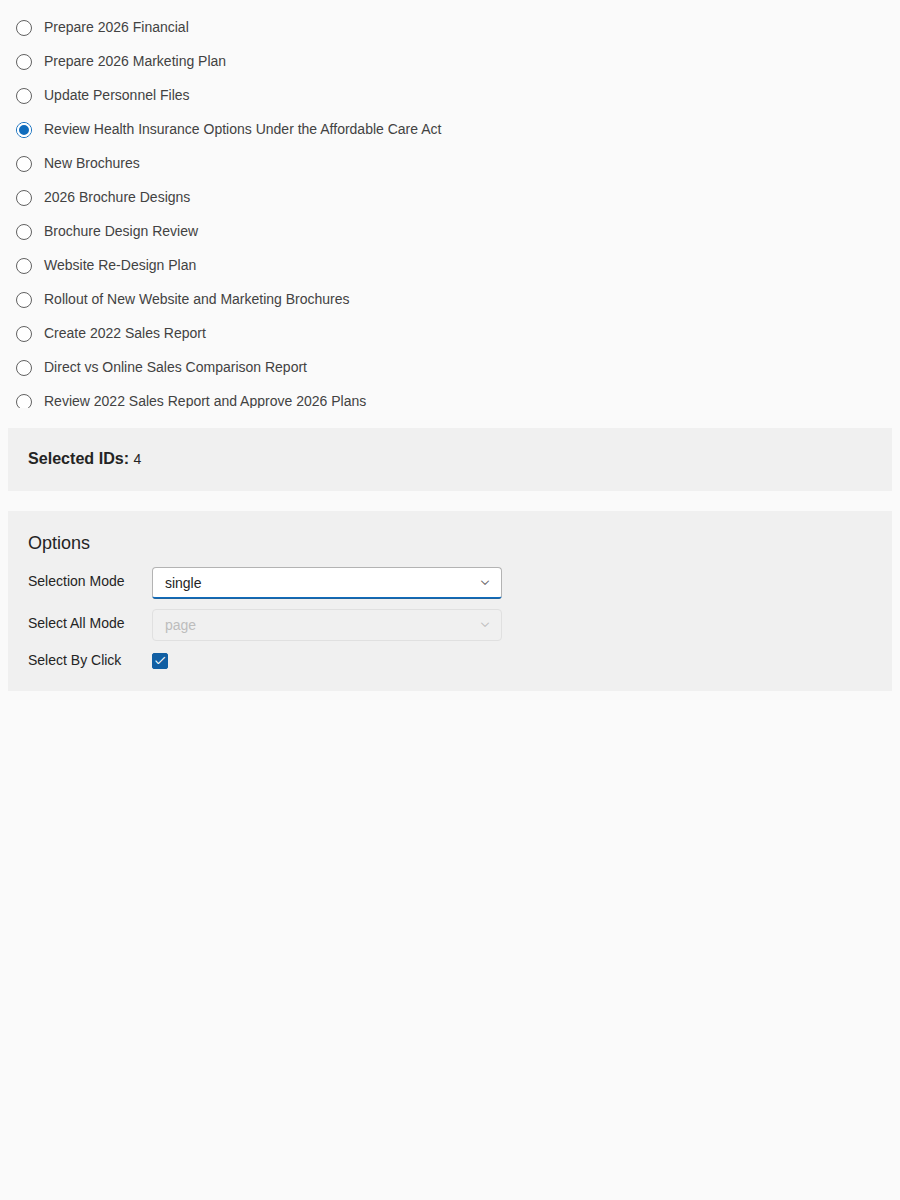 Prepare 2026 Financial
Prepare 2026 Marketing Plan
Update Personnel Files
Review Health Insurance Options Under the Affordable Care Act
New Brochures
2026 Brochure Designs
Brochure Design Review
Website Re-Design Plan
Rollout of New Website and Marketing Brochures
Create 2022 Sales Report
Direct vs Online Sales Comparison Report
Review 2022 Sales Report and Approve 2026 Plans
Selected IDs: 4
Options
Selection Mode single
Select All Mode page
Select By Click